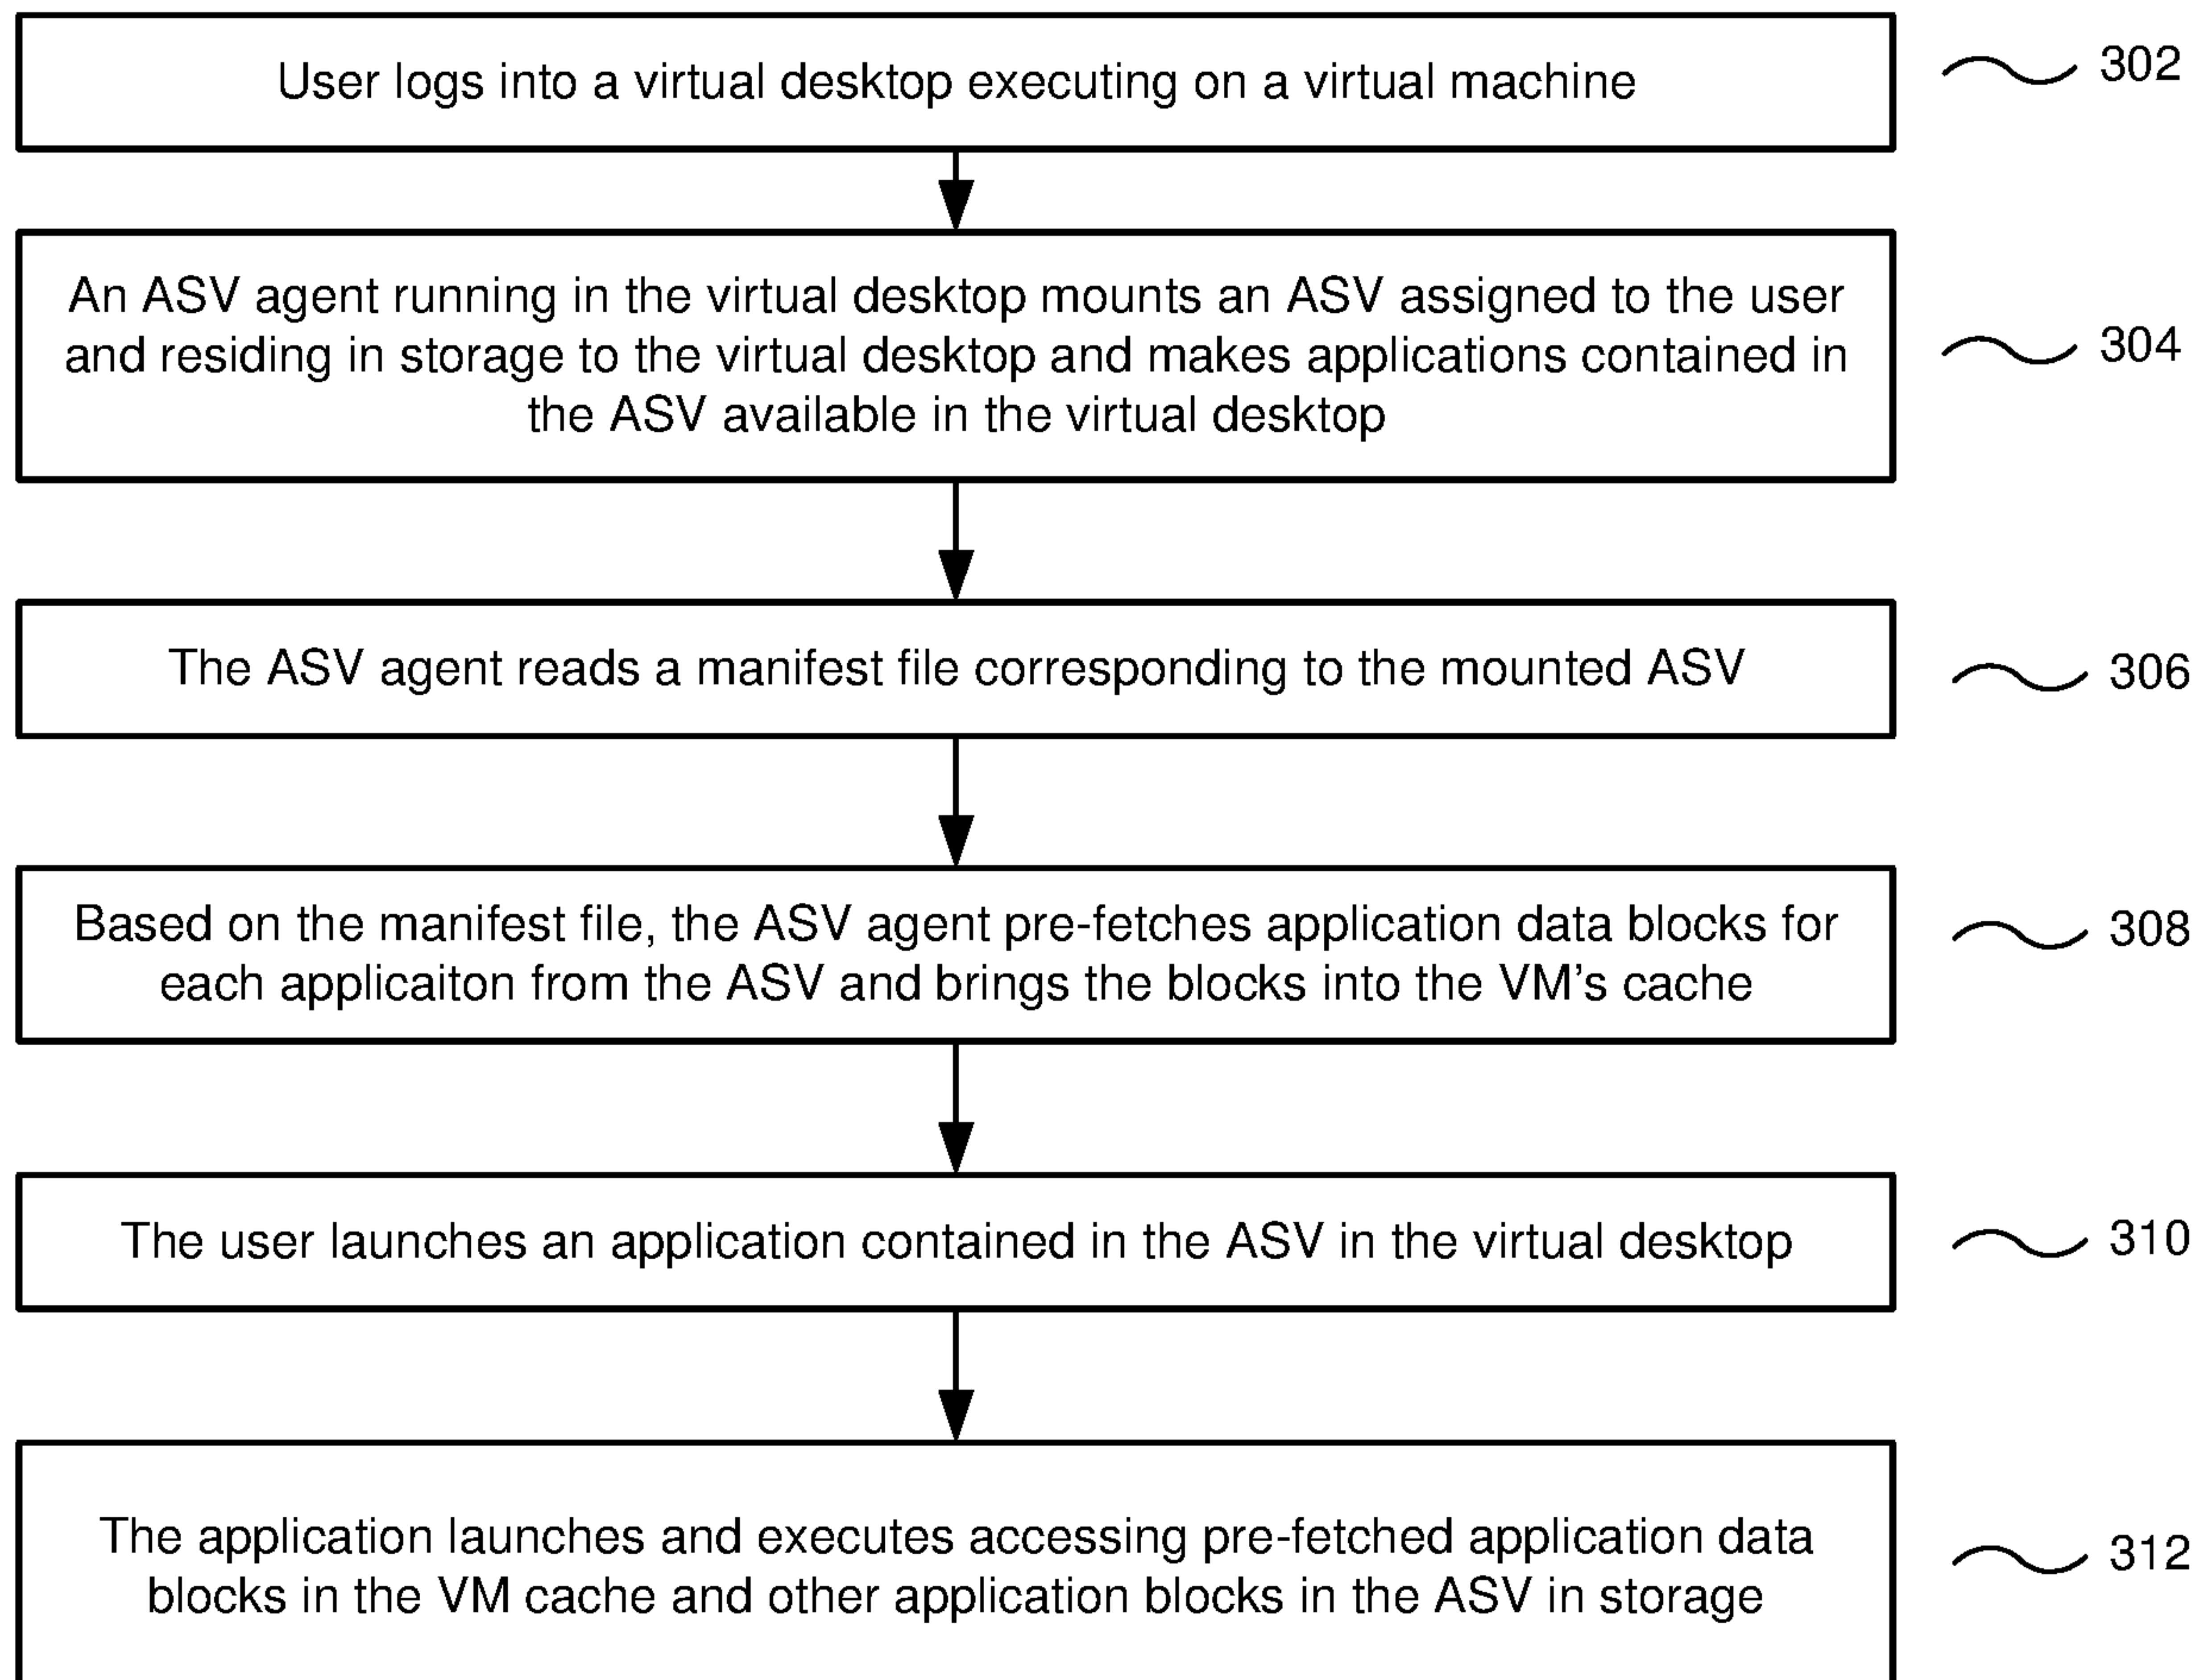 User logs into a virtual desktop executing on a virtual machine
302
An ASV agent running in the virtual desktop mounts an ASV assigned to the user
and residing in storage to the virtual desktop and makes applications contained in
the ASV available in the virtual desktop
304
The ASV agent reads a manifest file corresponding to the mounted ASV
306
Based on the manifest file, the ASV agent pre-fetches application data blocks for
each applicaiton from the ASV and brings the blocks into the VM's cache
308
The user launches an application contained in the ASV in the virtual desktop
310
The application launches and executes accessing pre-fetched application data
blocks in the VM cache and other application blocks in the ASV in storage
312